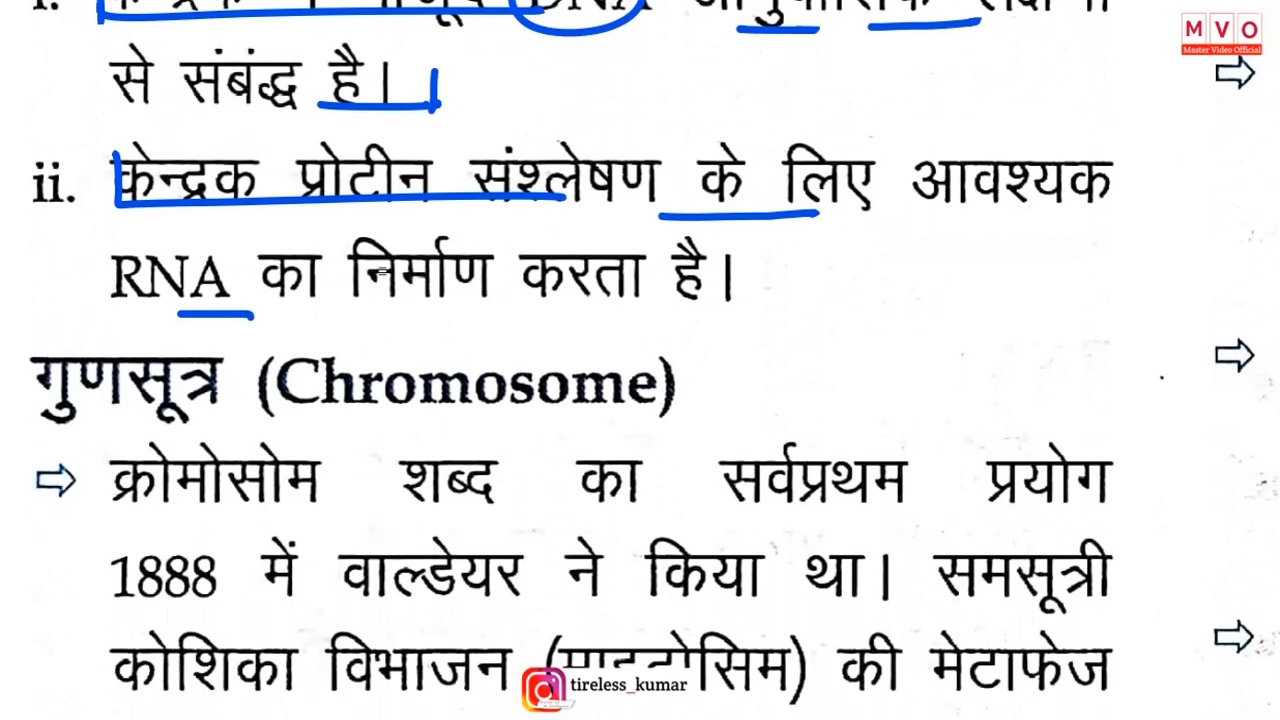 i.
DNA
से संबंद्ध है।
ii. केन्द्रक प्रोटीन संश्लेषण के लिए आवश्यक
RNA का निर्माण करता है।
गुणसूत्र (Chromosome)
⇨ क्रोमोसोम शब्द का सर्वप्रथम प्रयोग
1888 में वाल्डेयर ने किया था। समसूत्री
कोशिका विभाजन की मेटाफेज
tireless_kumar
MVO
Master Video Official